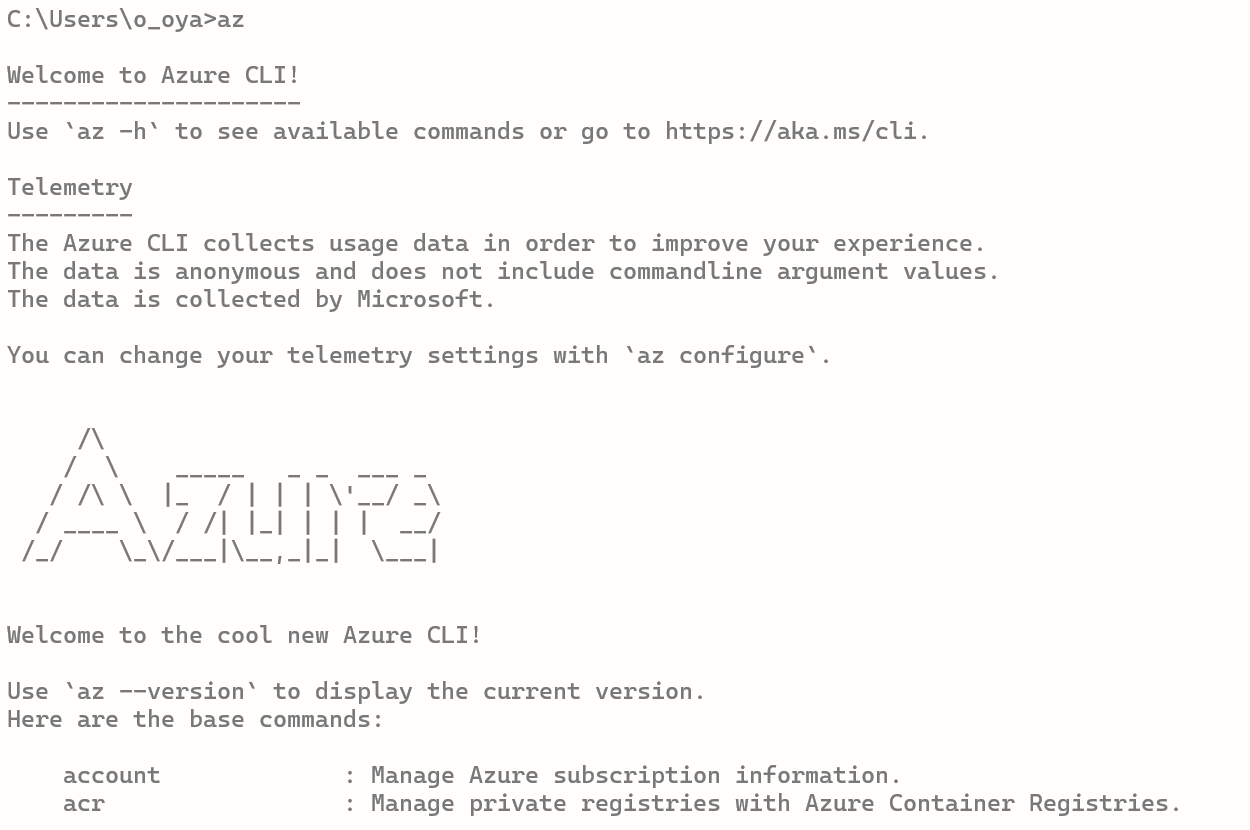 C:\Users\o_oya>az

Welcome to Azure CLI!
---------------------
Use `az -h` to see available commands or go to https://aka.ms/cli.

Telemetry
---------
The Azure CLI collects usage data in order to improve your experience.
The data is anonymous and does not include commandline argument values.
The data is collected by Microsoft.

You can change your telemetry settings with `az configure`.


     /\
    /  \    _____   _ _  ___ _
   / /\ \  |_  / | | | \'__/ _\
  / ____ \  / /| |_| | | |  __/
 /_/    \_\/___|\__,_|_|  \___|


Welcome to the cool new Azure CLI!

Use `az --version` to display the current version.
Here are the base commands:

    account             : Manage Azure subscription information.
    acr                 : Manage private registries with Azure Container Registries.